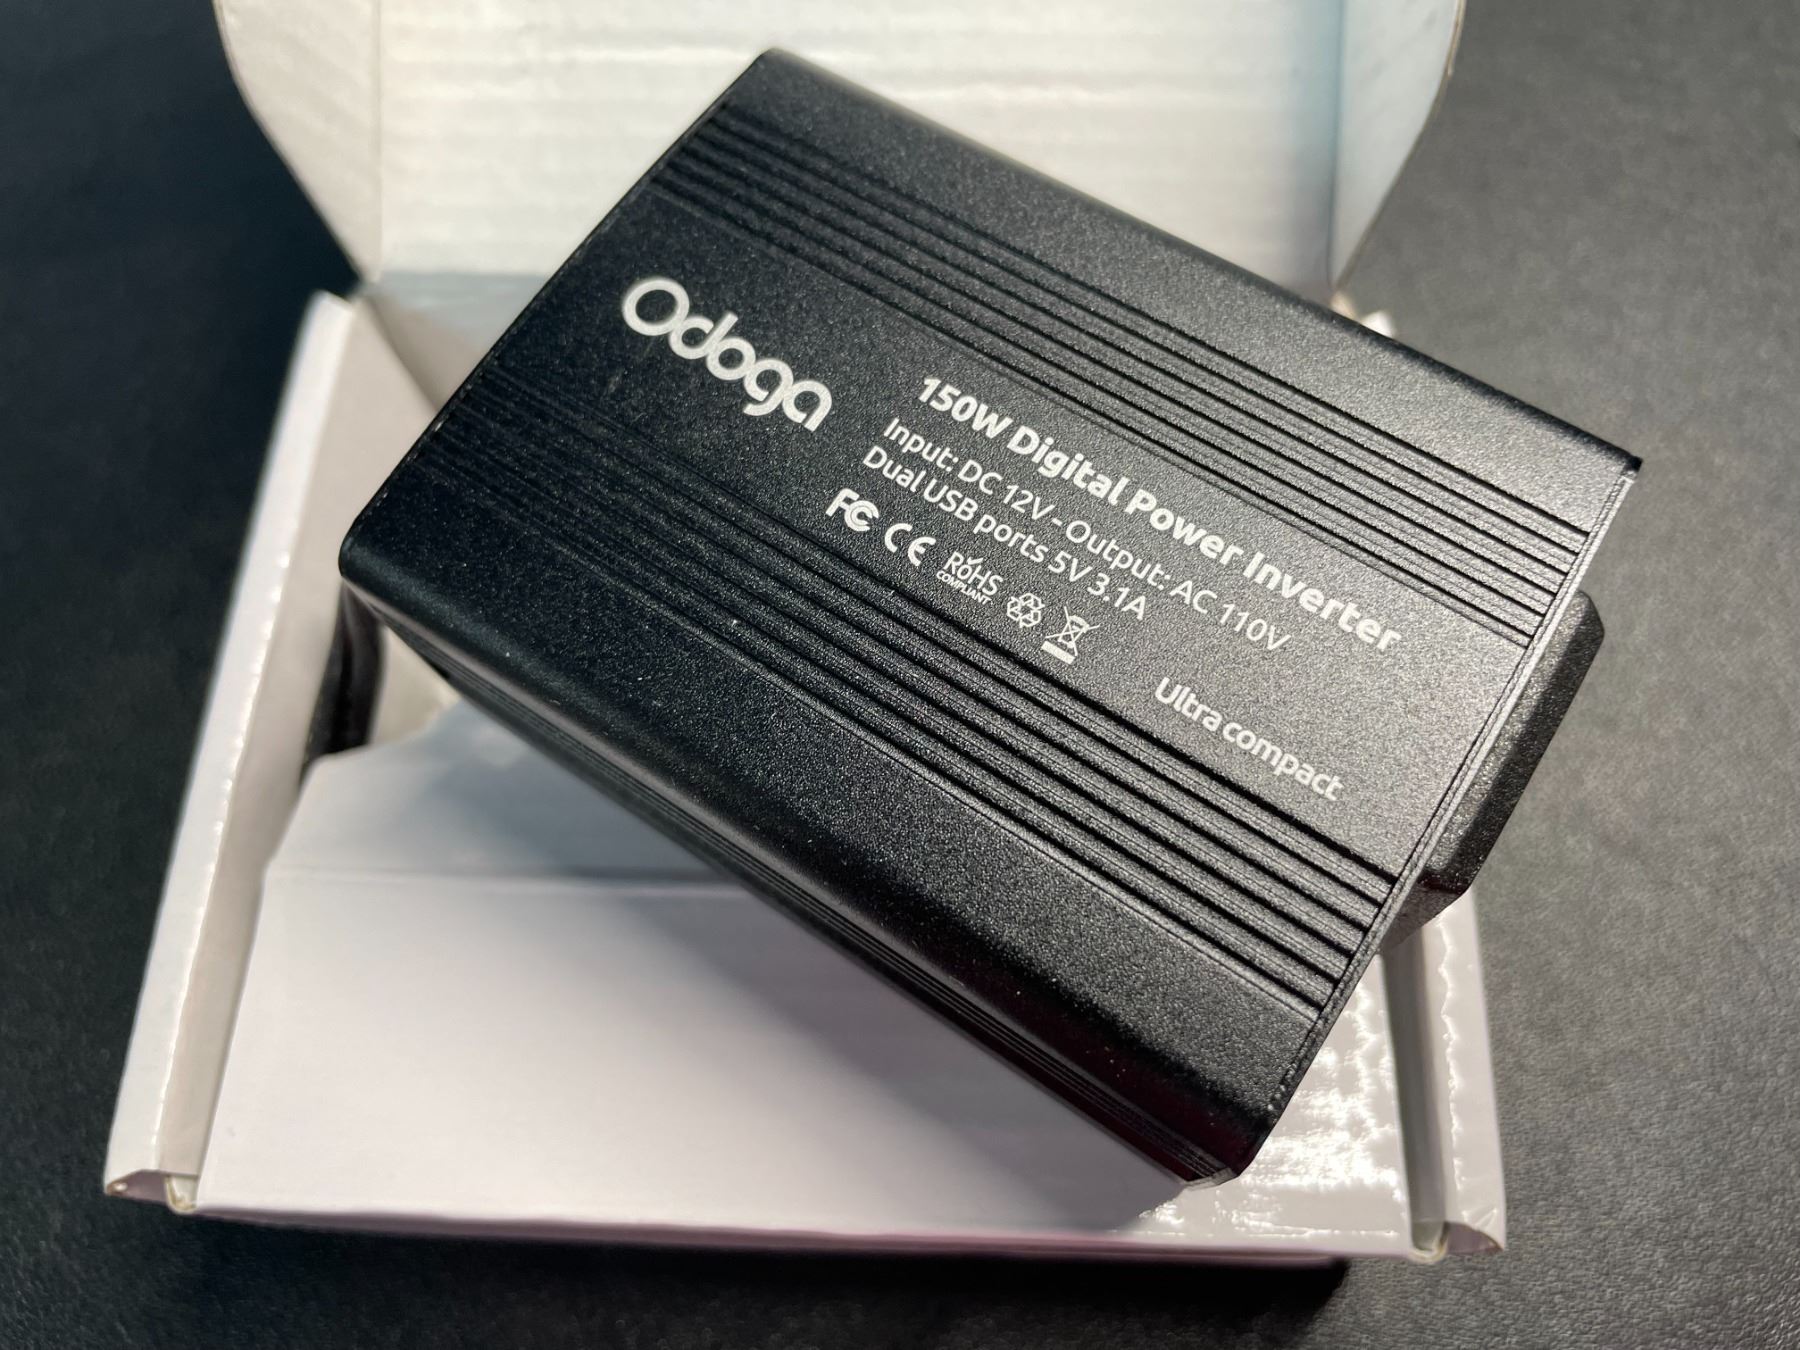 Odoga
150W Digital Power Inverter
Input: DC 12V - Output: AC 110V
Dual USB ports 5V 3.1A
FC CE RoHS
COMPLIANT
Ultra compact